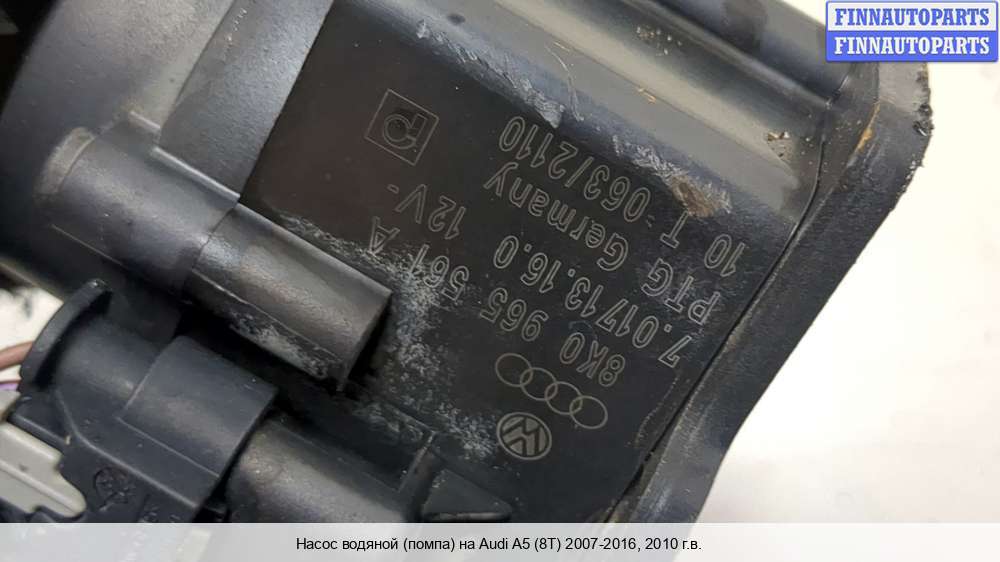 FINNAUTOPARTS
FINNAUTOPARTS
8K0 965 561 A
7.01713.16.0 12V-
PTG Germany
10 T 063/2110
Насос водяной (помпа) на Audi A5 (8T) 2007-2016, 2010 г.в.